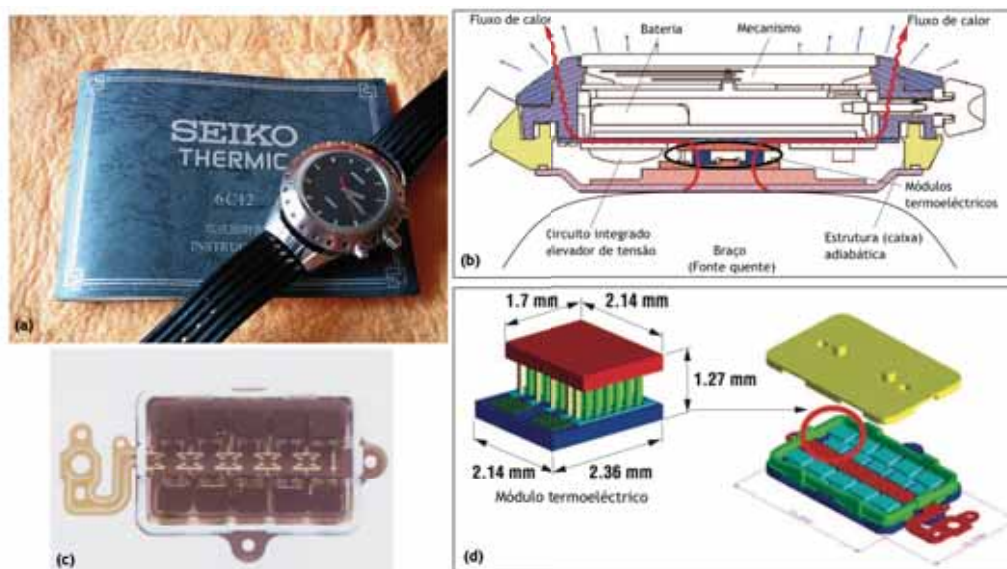 SEIKO
THERMIC
6C12
(a)
Fluxo de calor
Bateria
Mecanismo
Fluxo de calor
Módulos
termoeléctricos
Circuito integrado
elevador de tensão
Braço
(Fonte quente)
Estrutura (caixa)
adiabática
(b)
(c)
1.7 mm
2.14 mm
1.27 mm
2.14 mm
2.36 mm
Módulo termoeléctrico
(d)